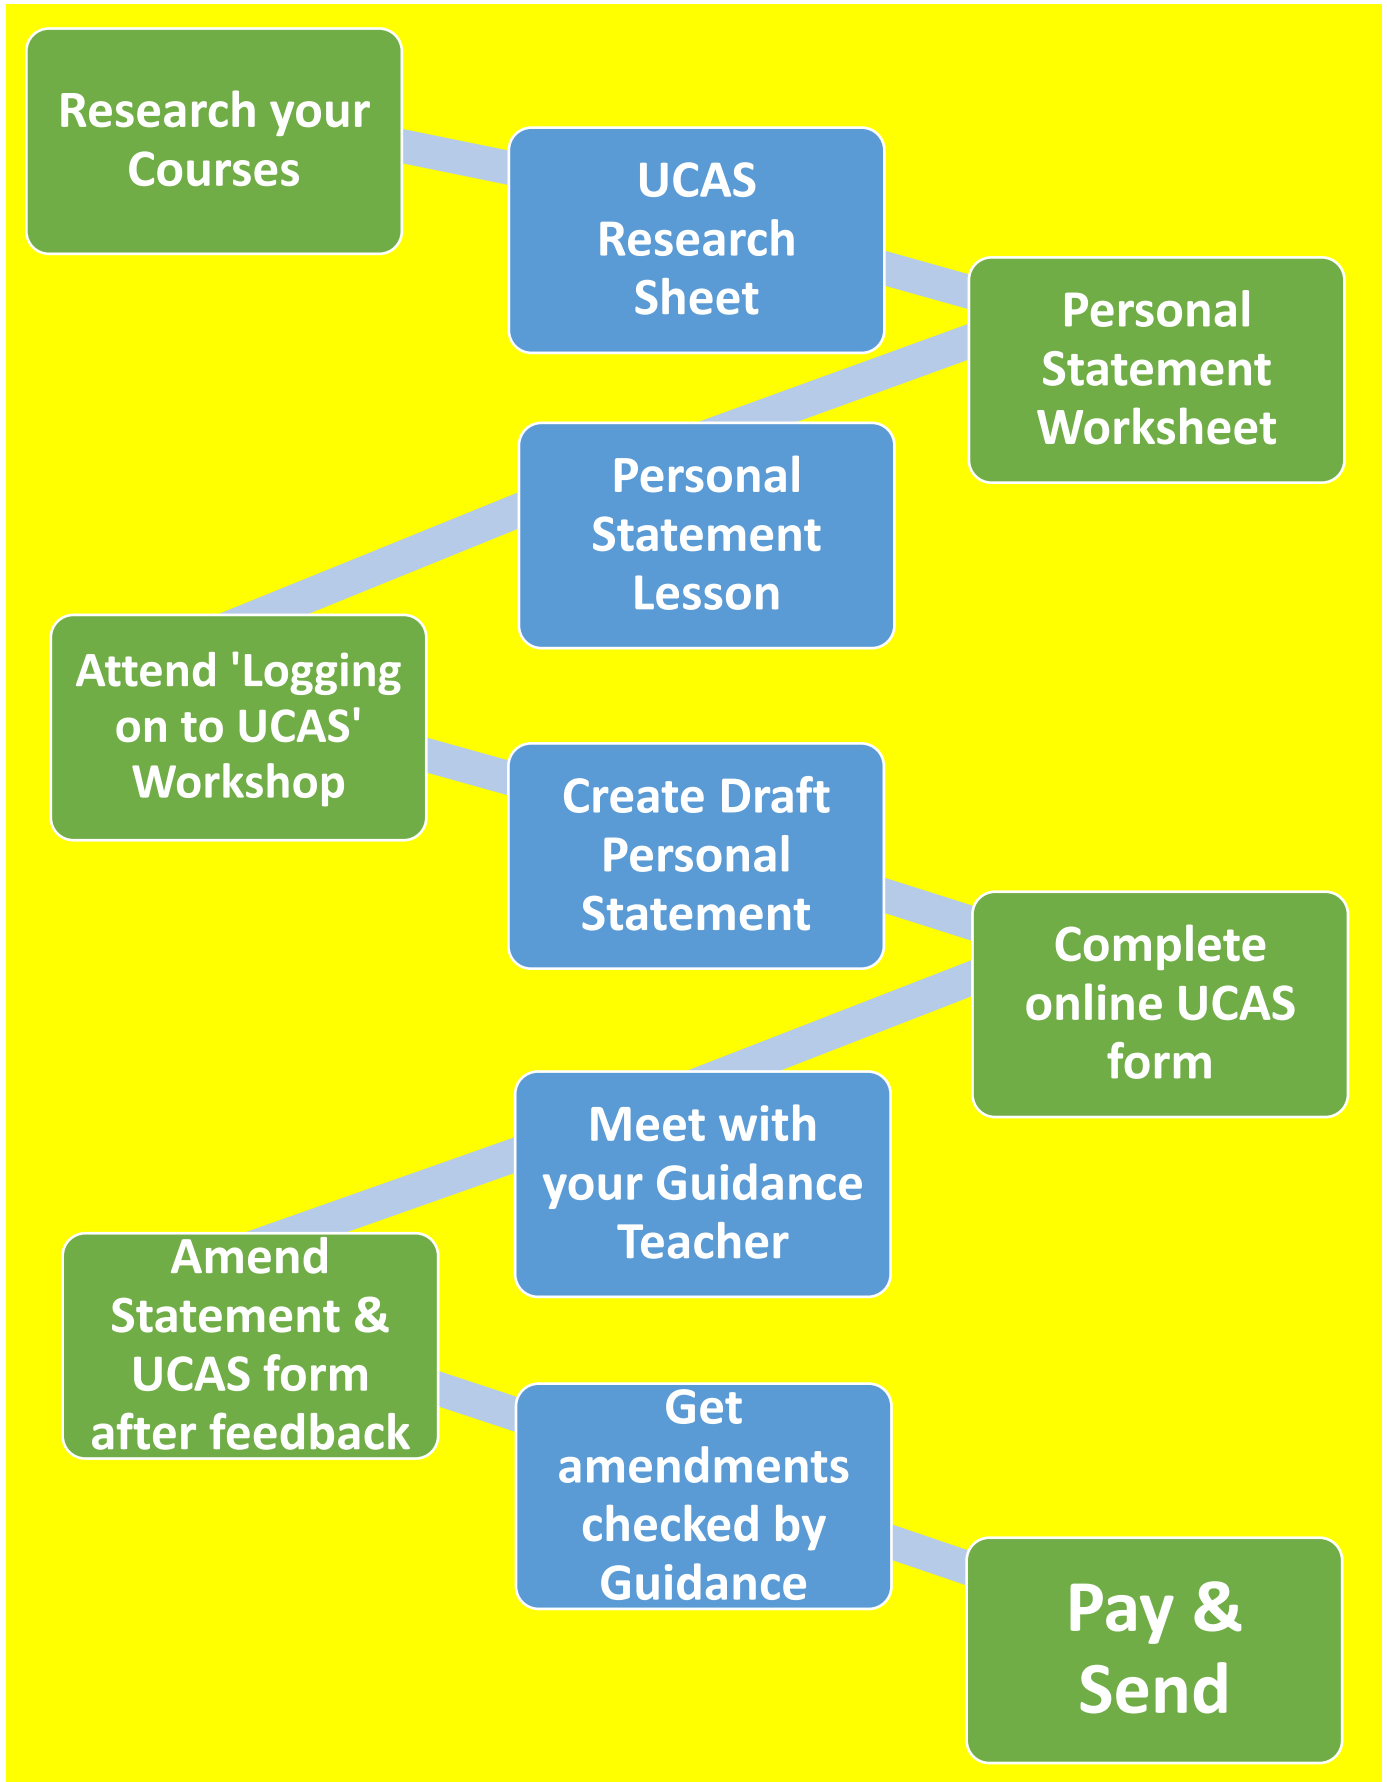 Research your
Courses
UCAS
Research
Sheet
Personal
Statement
Worksheet
Personal
Statement
Lesson
Attend 'Logging
on to UCAS'
Workshop
Create Draft
Personal
Statement
Complete
online UCAS
form
Meet with
your Guidance
Teacher
Amend
Statement &
UCAS form
after feedback
Get
amendments
checked by
Guidance
Pay &
Send